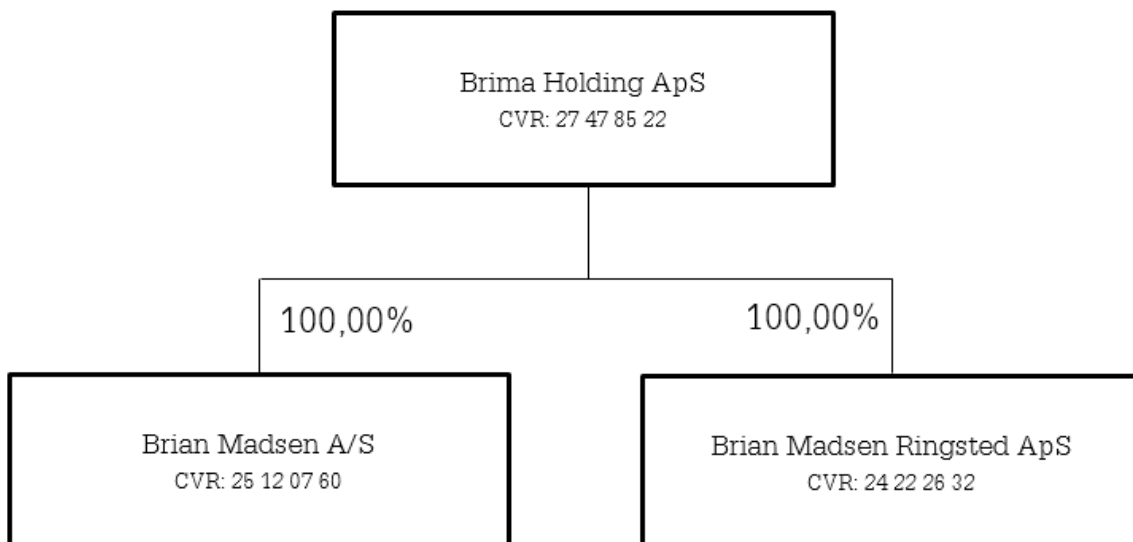 Brima Holding ApS
CVR: 27 47 85 22
100,00%
100,00%
Brian Madsen A/S
CVR: 25 12 07 60
Brian Madsen Ringsted ApS
CVR: 24 22 26 32